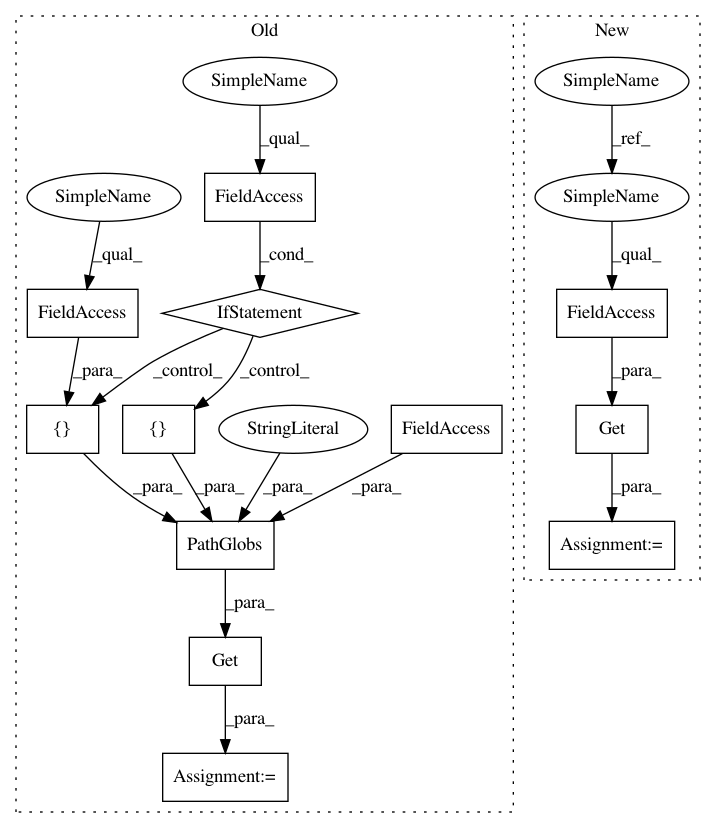 Old
New
SimpleName
SimpleName
_qual_
_ref_
SimpleName
FieldAccess
SimpleName
_qual_
_cond_
_qual_
FieldAccess
IfStatement
FieldAccess
_para_
_control_
_control_
_para_
{}
{}
StringLiteral
FieldAccess
Get
_para_
_para_
_para_
_para_
_para_
PathGlobs
Assignment:=
_para_
Get
_para_
Assignment:=